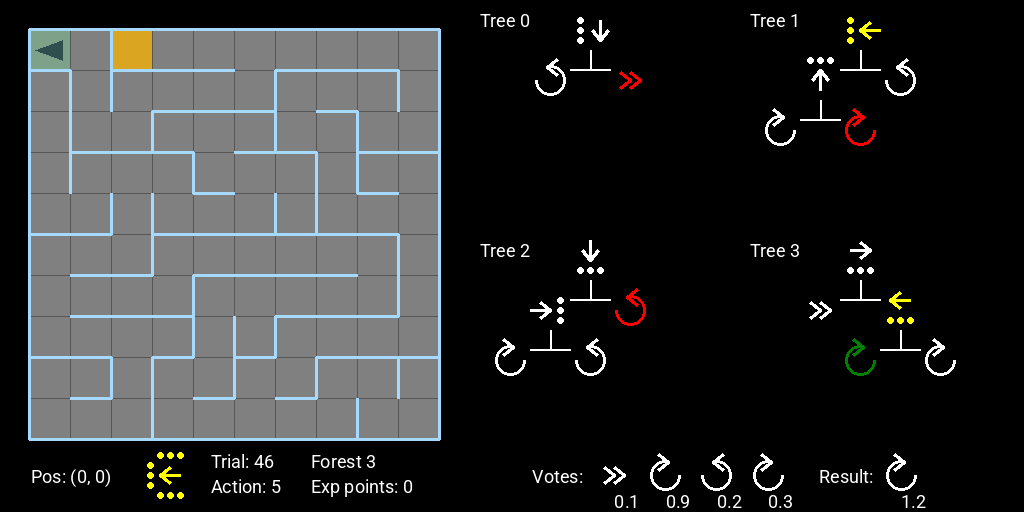 Tree 0
Tree 1
Tree 2
Tree 3
Pos: (0, 0)
Trial: 46
Forest 3
Action: 5
Exp points: 0
Votes:
0.1
0.9
0.2
0.3
Result:
1.2